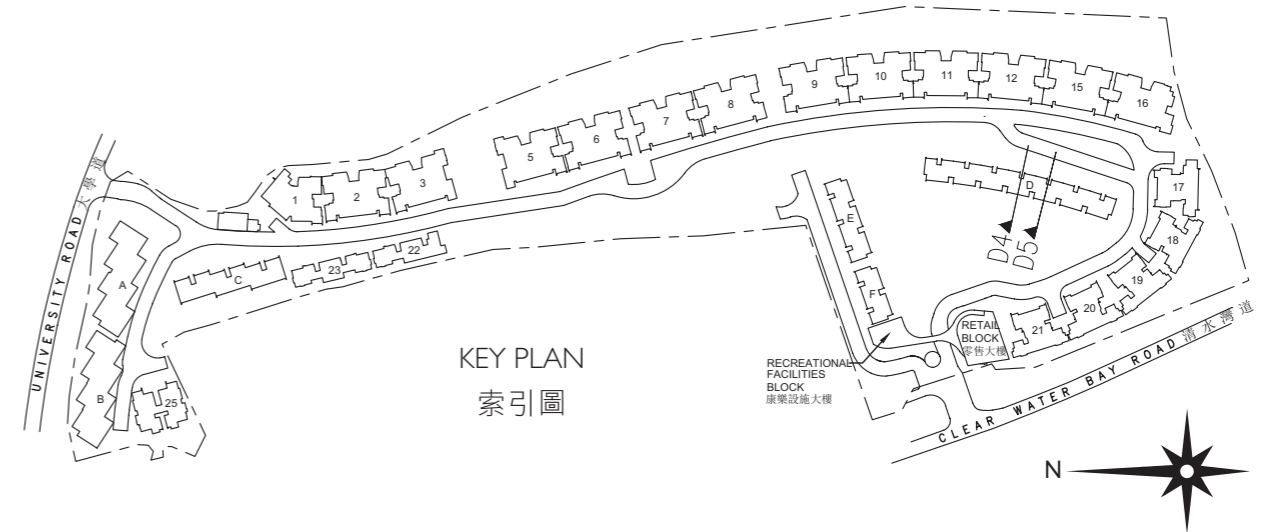 9
10
11
12
15
16
8
7
6
5
3
2
1
17
18
19
20
21
22
23
C
A
B
25
D
D4
D5
E
F
UNIVERSITY ROAD 大學道
KEY PLAN
索引圖
RECREATIONAL
FACILITIES
BLOCK
康樂設施大樓
RETAIL
BLOCK
零售大樓
CLEAR WATER BAY ROAD 清水灣道
N